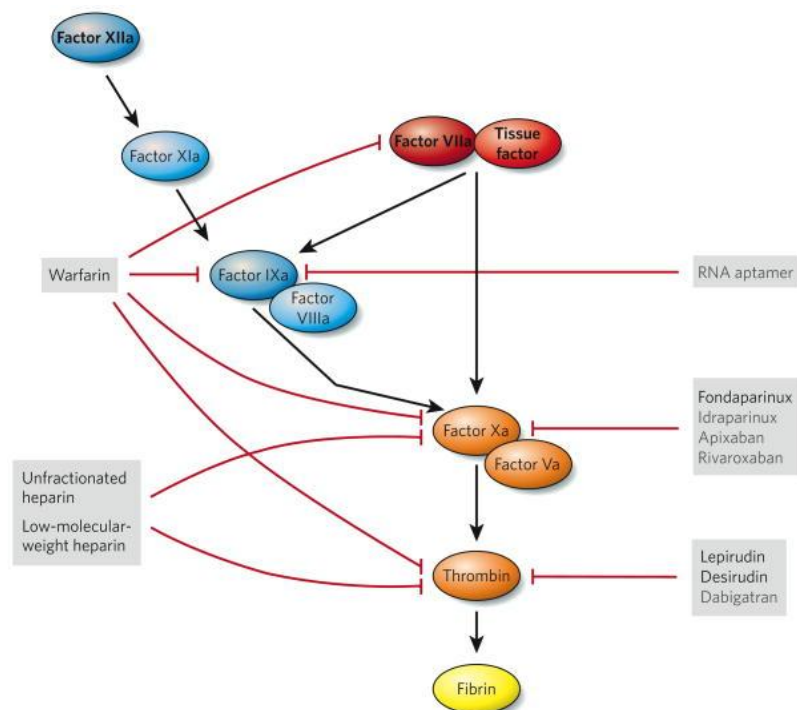 Factor XIIa
Factor XIa
Factor VIIa
Tissue
factor
Warfarin
Factor IXa
Factor
VIIIa
RNA aptamer
Factor Xa
Factor Va
Fondaparinux
Idraparinux
Apixaban
Rivaroxaban
Unfractionated
heparin
Low-molecular-
weight heparin
Thrombin
Lepirudin
Desirudin
Dabigatran
Fibrin